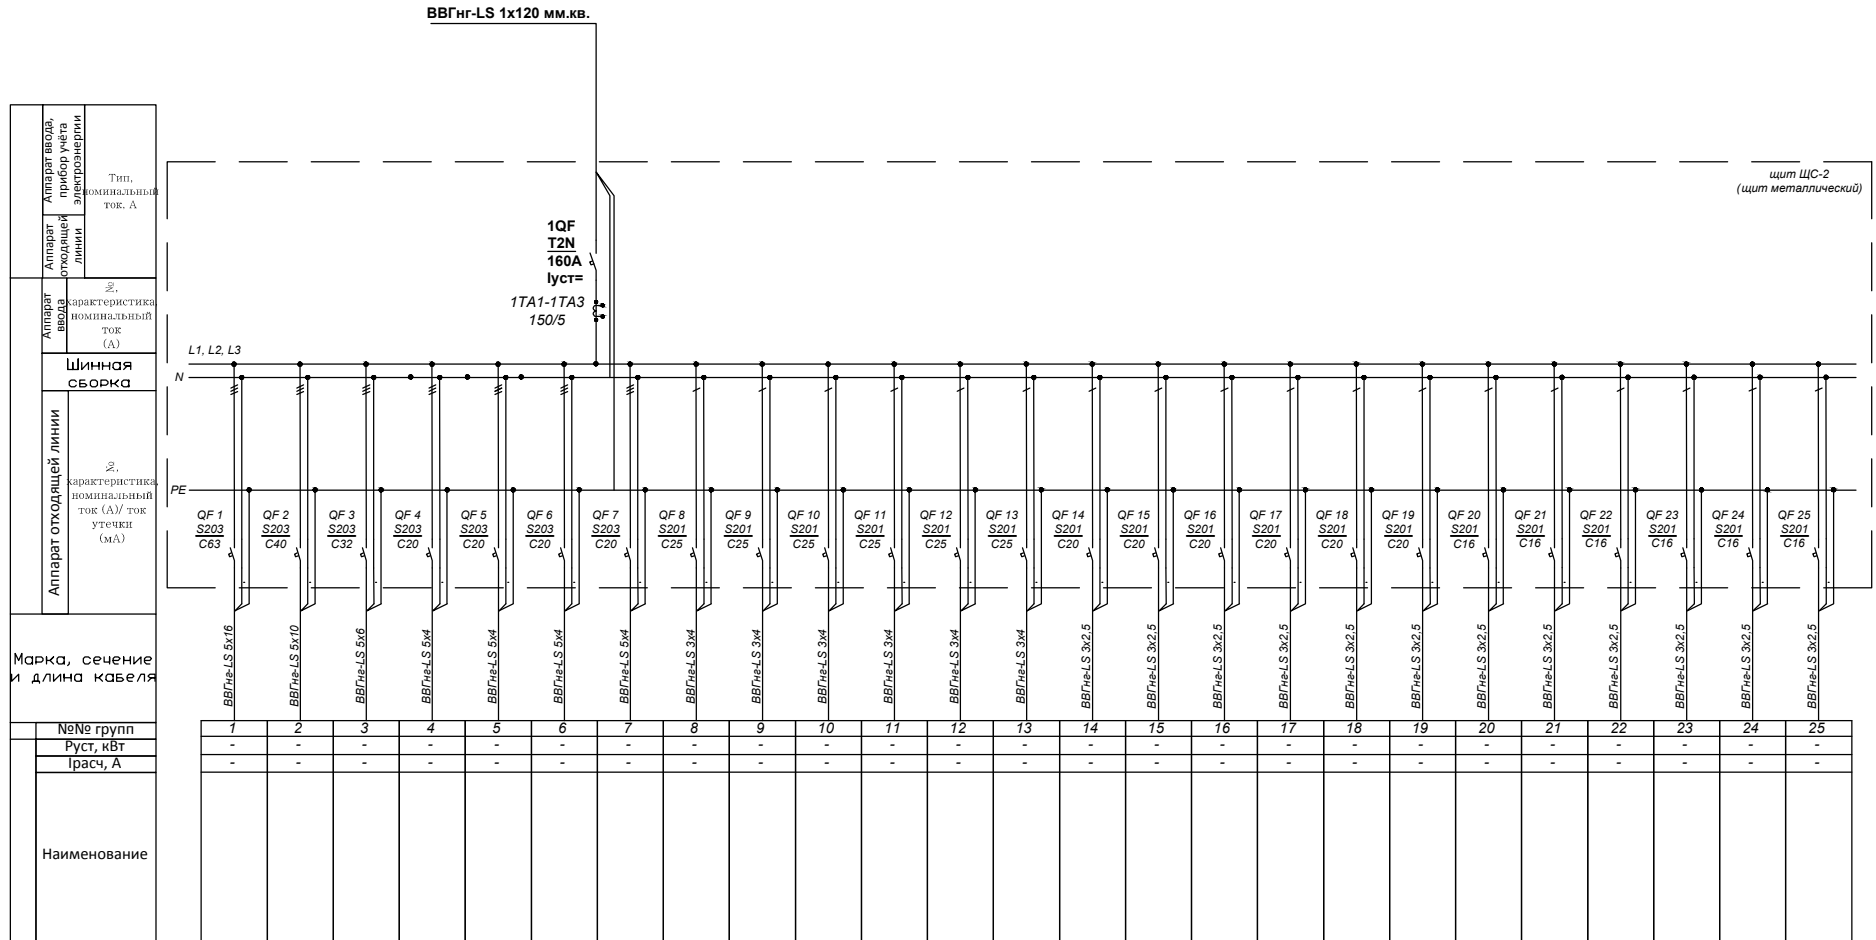 ВВГнг-LS 1х120 мм.кв.
Аппарат ввода,
прибор учёта
электроэнергии
Тип,
номинальный
ток, А
Аппарат
отходящей
линии
щит ЩС-2
(щит металлический)
1QF
T2N
160A
Iуст=
1TA1-1TA3
150/5
Аппарат
ввода
№,
характеристика,
номинальный
ток
(А)
Шинная
сборка
L1, L2, L3
N
Аппарат отходящей линии
№,
характеристика,
номинальный
ток (А)/ ток
утечки
(мА)
PE
QF 1
S203
C63
QF 2
S203
C40
QF 3
S203
C32
QF 4
S203
C20
QF 5
S203
C20
QF 6
S203
C20
QF 7
S203
C20
QF 8
S201
C25
QF 9
S201
C25
QF 10
S201
C25
QF 11
S201
C25
QF 12
S201
C25
QF 13
S201
C25
QF 14
S201
C20
QF 15
S201
C20
QF 16
S201
C20
QF 17
S201
C20
QF 18
S201
C20
QF 19
S201
C20
QF 20
S201
C16
QF 21
S201
C16
QF 22
S201
C16
QF 23
S201
C16
QF 24
S201
C16
QF 25
S201
C16
Марка, сечение
и длина кабеля
ВВГнг-LS 5х16
ВВГнг-LS 5х10
ВВГнг-LS 5х6
ВВГнг-LS 5х4
ВВГнг-LS 5х4
ВВГнг-LS 5х4
ВВГнг-LS 5х4
ВВГнг-LS 3х4
ВВГнг-LS 3х4
ВВГнг-LS 3х4
ВВГнг-LS 3х4
ВВГнг-LS 3х4
ВВГнг-LS 3х4
ВВГнг-LS 3х2,5
ВВГнг-LS 3х2,5
ВВГнг-LS 3х2,5
ВВГнг-LS 3х2,5
ВВГнг-LS 3х2,5
ВВГнг-LS 3х2,5
ВВГнг-LS 3х2,5
ВВГнг-LS 3х2,5
ВВГнг-LS 3х2,5
ВВГнг-LS 3х2,5
ВВГнг-LS 3х2,5
ВВГнг-LS 3х2,5
№№ групп 1 2 3 4 5 6 7 8 9 10 11 12 13 14 15 16 17 18 19 20 21 22 23 24 25
Руст, кВт - - - - - - - - - - - - - - - - - - - - - - - - -
Iрасч, А - - - - - - - - - - - - - - - - - - - - - - - - -
Наименование